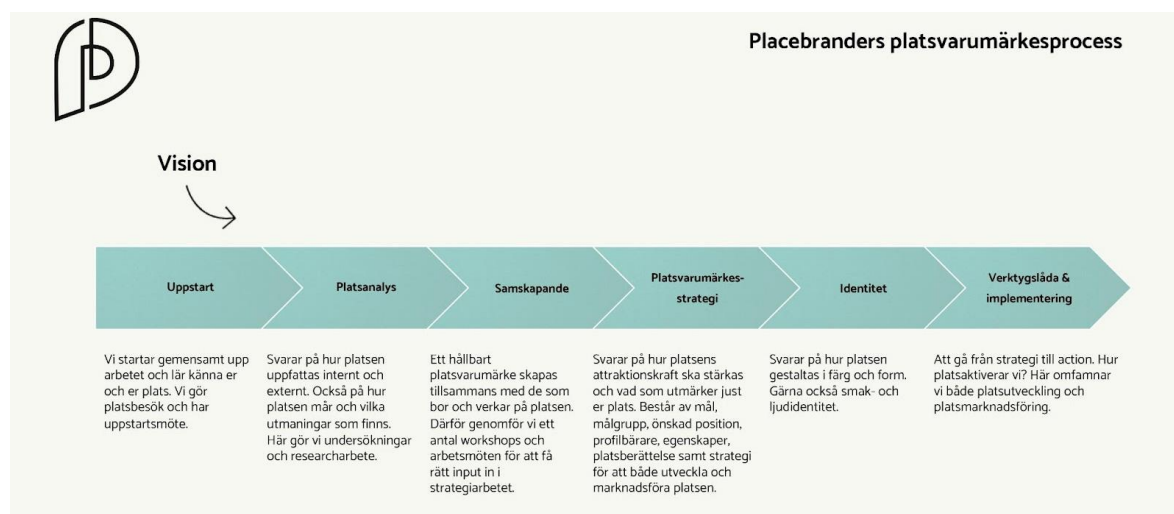 Placebranders platsvarumärkesprocess
Vision
Uppstart
Platsanalys
Samskapande
Platsvarumärkes-
strategi
Identitet
Verktygslåda &
implementering
Vi startar gemensamt upp
arbetet och lär känna er
och er plats. Vi gör
platsbesök och har
uppstartsmöte.
Svarar på hur platsen
uppfattas internt och
externt. Också på hur
platsen mår och vilka
utmaningar som finns.
Här gör vi undersökningar
och researcharbete.
Ett hållbart
platsvarumärke skapas
tillsammans med de som
bor och verkar på platsen.
Därför genomför vi ett
antal workshops och
arbetsmöten för att få
rätt input in i
strategiarbetet.
Svarar på hur platsens
attraktionskraft ska stärkas
och vad som utmärker just
er plats. Består av mål,
målgrupp, önskad position,
profilbärare, egenskaper,
platsberättelse samt strategi
för att både utveckla och
marknadsföra platsen.
Svarar på hur platsen
gestaltas i färg och form.
Gärna också smak- och
ljudidentitet.
Att gå från strategi till action. Hur
platsaktiverar vi? Här omfamnar
vi både platsutveckling och
platsmarknadsföring.